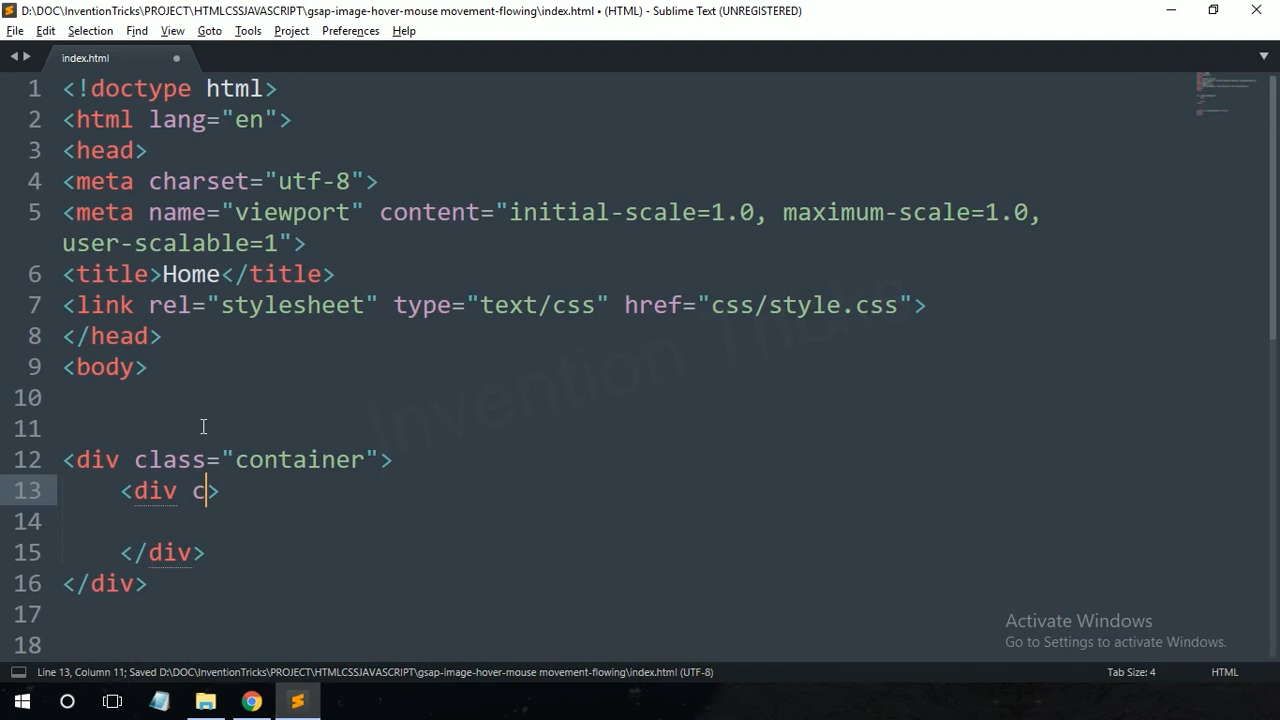 D:\DOC\InventionTricks\PROJECT\HTMLCSSJAVASCRIPT\gsap-image-hover-mouse movement-flowing\index.html • (HTML) - Sublime Text (UNREGISTERED)
File Edit Selection Find View Goto Tools Project Preferences Help
index.html
1 <!doctype html>
2 <html lang="en">
3 <head>
4 <meta charset="utf-8">
5 <meta name="viewport" content="initial-scale=1.0, maximum-scale=1.0,
user-scalable=1">
6 <title>Home</title>
7 <link rel="stylesheet" type="text/css" href="css/style.css">
8 </head>
9 <body>
10
11
12 <div class="container">
13 <div c>
14
15 </div>
16 </div>
17
18
Invention Tricks
Activate Windows
Go to Settings to activate Windows.
Line 13, Column 11; Saved D:\DOC\InventionTricks\PROJECT\HTMLCSSJAVASCRIPT\gsap-image-hover-mouse movement-flowing\index.html (UTF-8) Tab Size: 4 HTML